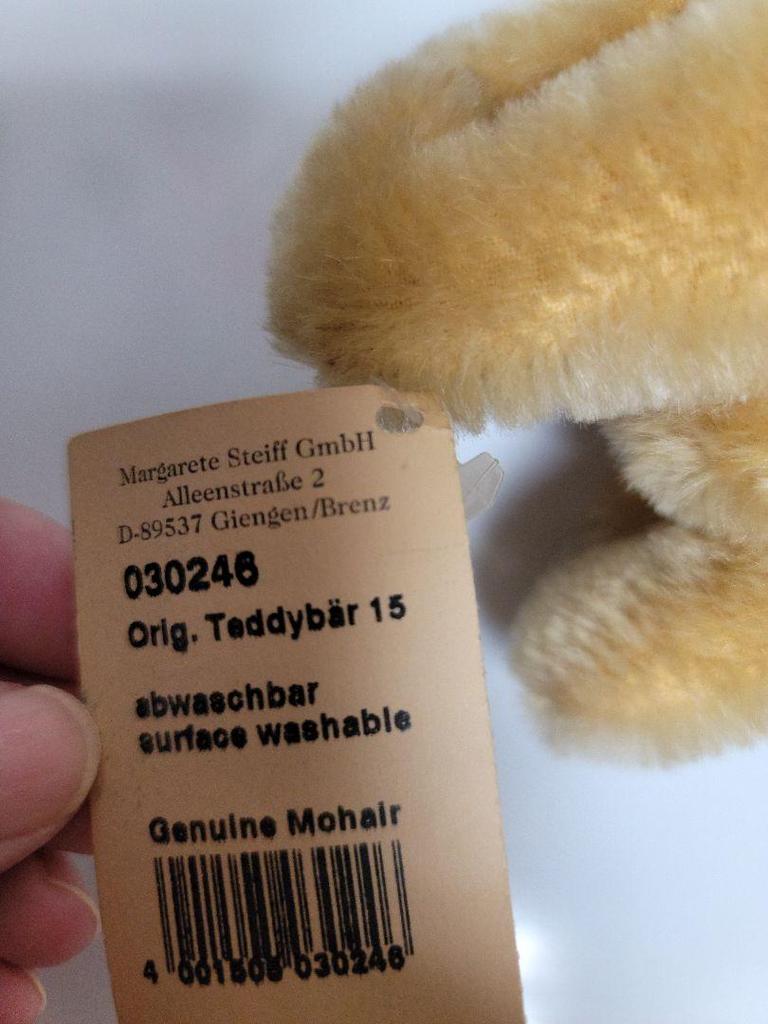 Margarete Steiff GmbH
Alleenstraße 2
D-89537 Giengen/Brenz
030246
Orig. Teddybär 15
abwaschbar
surface washable
Genuine Mohair
4 001505 030246